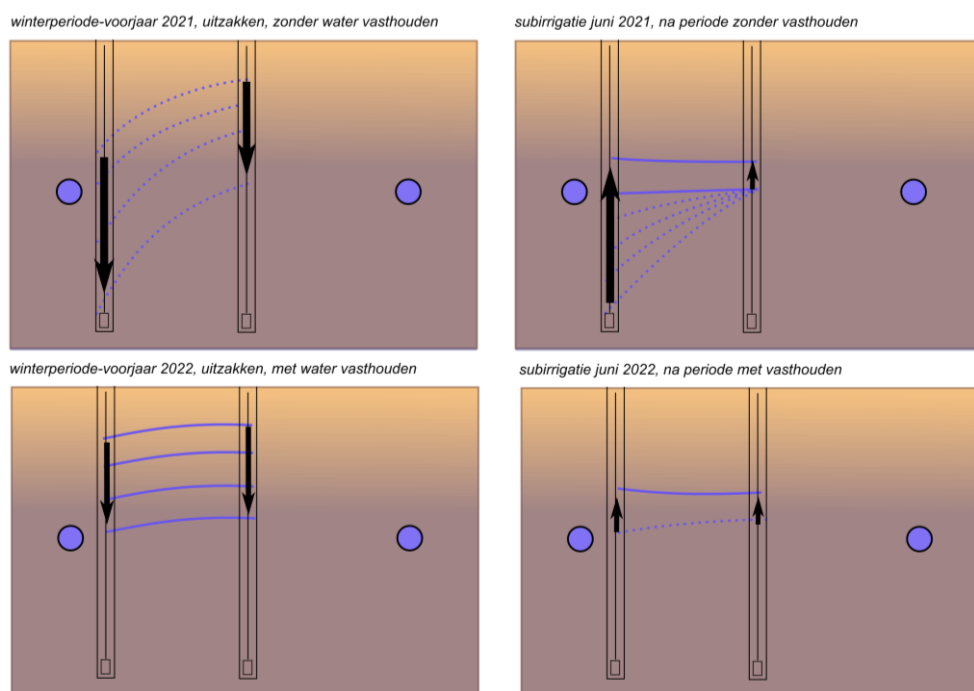 winterperiode-voorjaar 2021, uitzakken, zonder water vasthouden
subirrigatie juni 2021, na periode zonder vasthouden
winterperiode-voorjaar 2022, uitzakken, met water vasthouden
subirrigatie juni 2022, na periode met vasthouden